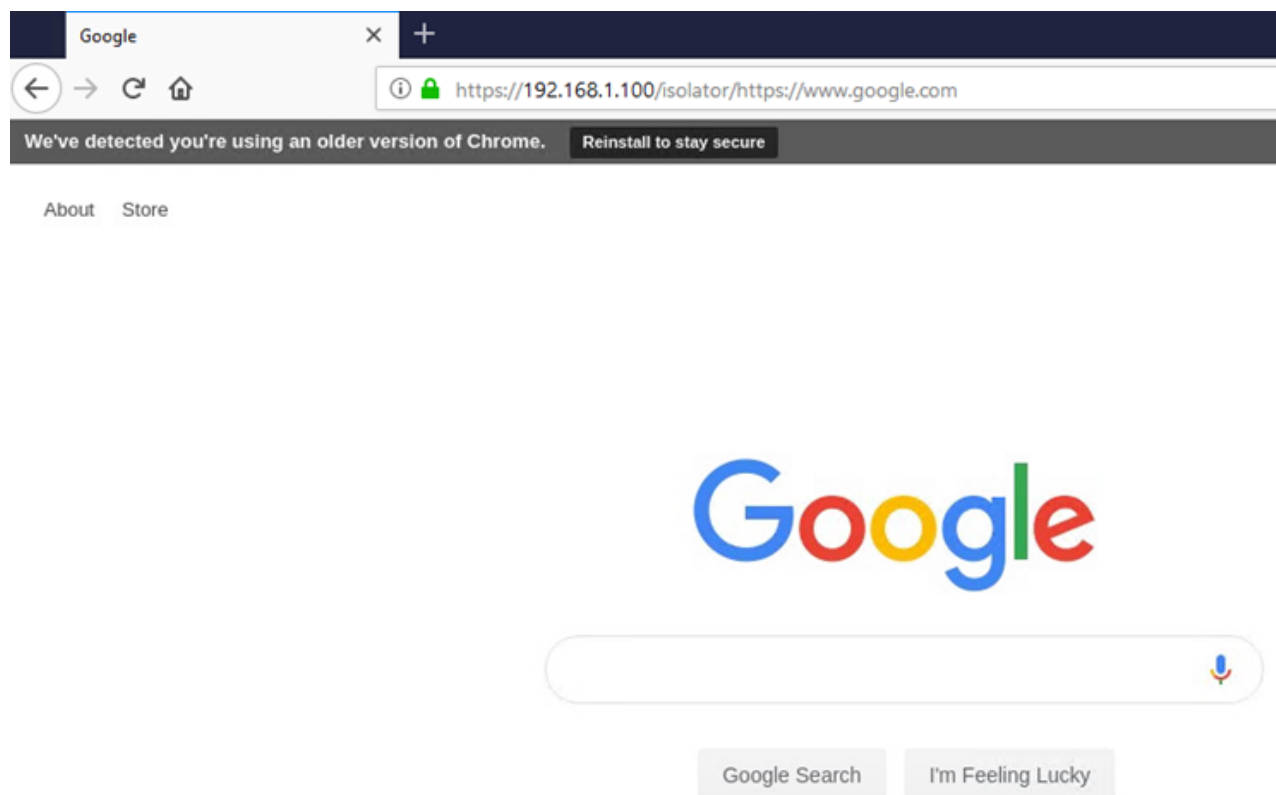 Google
https://192.168.1.100/isolator/https://www.google.com
We've detected you're using an older version of Chrome. Reinstall to stay secure
About Store
Google
Google Search I'm Feeling Lucky